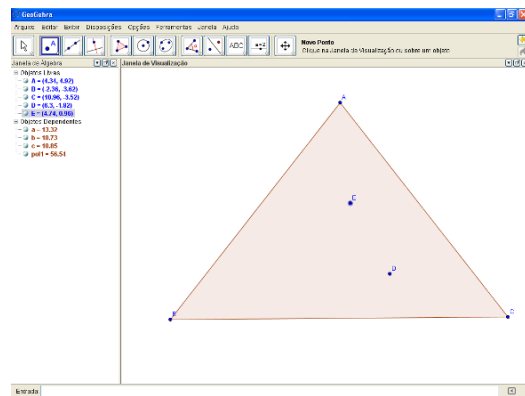 GeoGebra
Arquivo Editar Exibir Disposições Opções Ferramentas Janela Ajuda
ABC
a=2
Novo Ponto
Clique na Janela de Visualização ou sobre um objeto
Janela de Álgebra
Janela de Visualização
Objetos Livres
A = (4.34, 4.92)
B = (-2.36, -3.62)
C = (10.96, -3.52)
D = (6.3, -1.82)
E = (4.74, 0.96)
Objetos Dependentes
a = 13.32
b = 10.73
c = 10.85
pol1 = 56.54
A
E
D
Entrada: